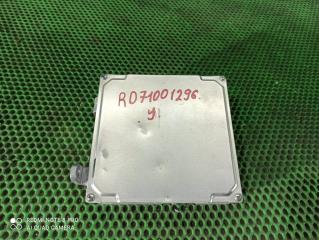 RD71001296.
y.
REDMI NOTE 8 PRO
AI QUAD CAMERA